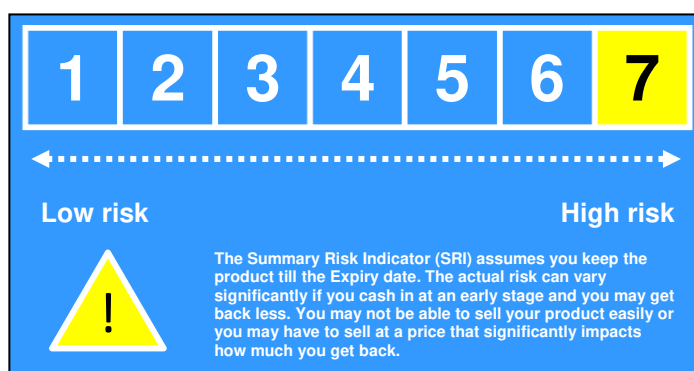 1 2 3 4 5 6 7
Low risk High risk
!
The Summary Risk Indicator (SRI) assumes you keep the
product till the Expiry date. The actual risk can vary
significantly if you cash in at an early stage and you may get
back less. You may not be able to sell your product easily or
you may have to sell at a price that significantly impacts
how much you get back.